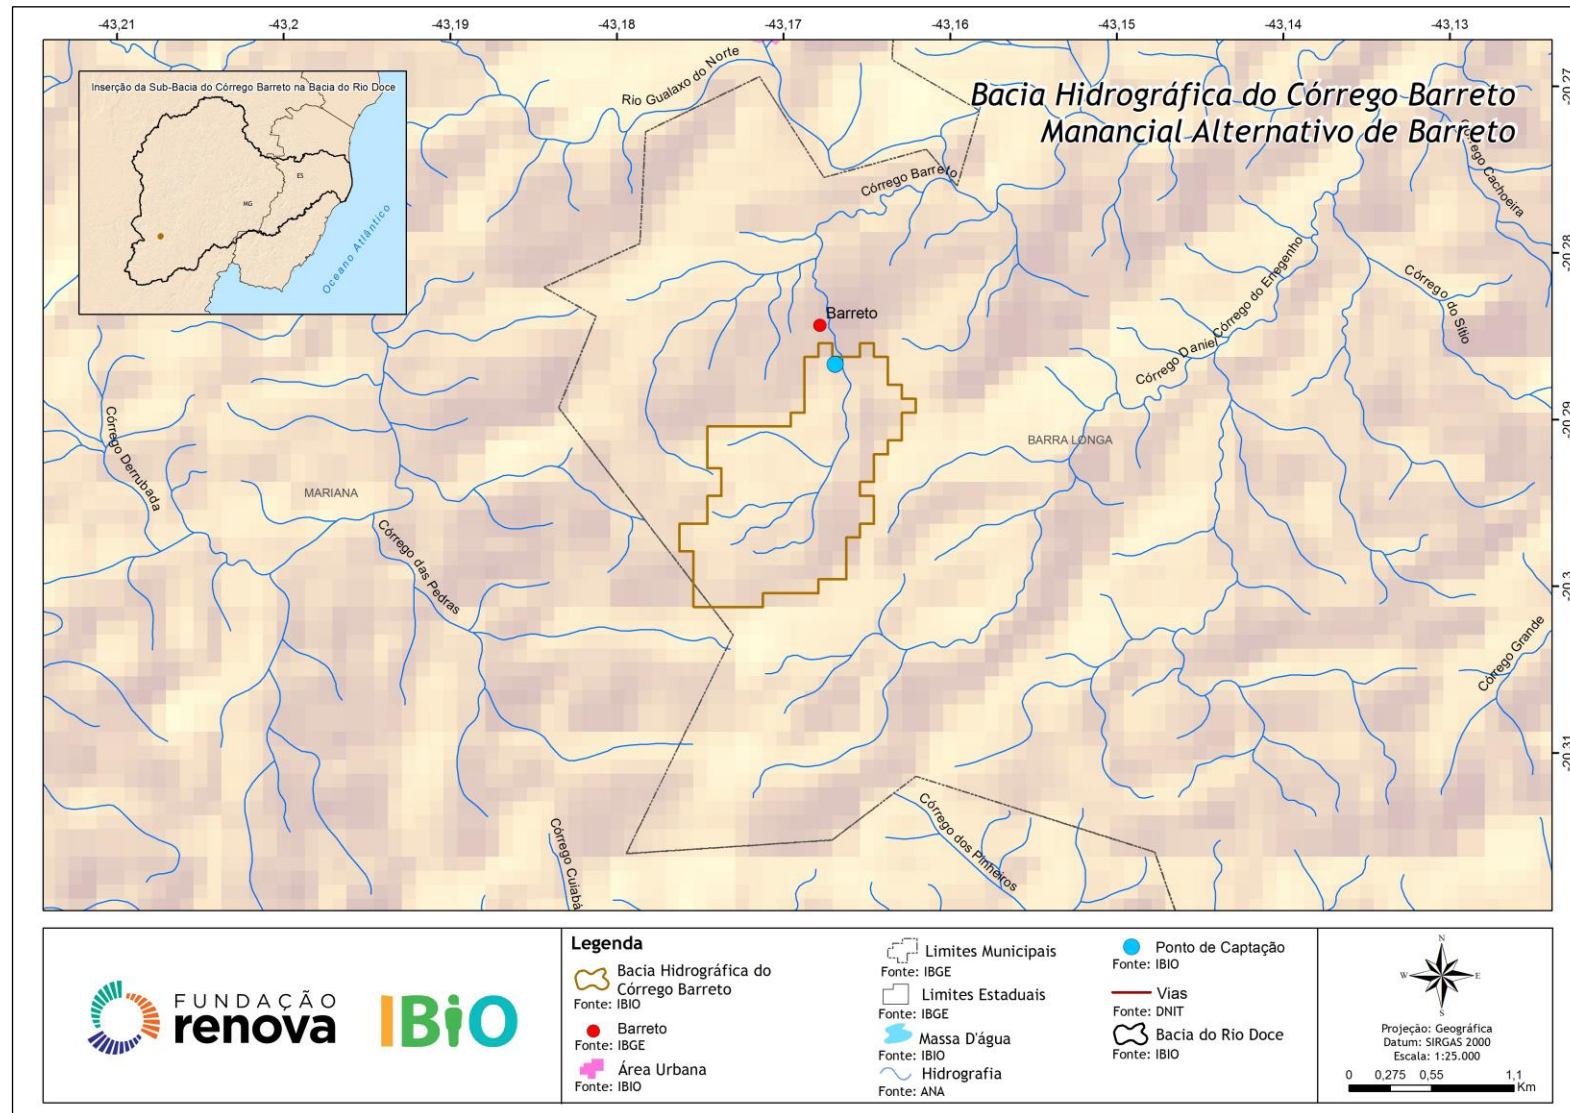 -43,21
-43,2
-43,19
-43,18
-43,17
-43,16
-43,15
-43,14
-43,13
Inserção da Sub-Bacia do Córrego Barreto na Bacia do Rio Doce
ES
MG
Oceano Atlântico
Bacia Hidrográfica do Córrego Barreto
Manancial Alternativo de Barreto
-20,27
-20,28
-20,29
-20,3
-20,31
Rio Gualaxo do Norte
Córrego Barreto
Córrego Cachoeira
Córrego do Sítio
Córrego do Engenho
Córrego Daniel
Barreto
BARRA LONGA
MARIANA
Córrego Derrubada
Córrego das Pedras
Córrego Grande
Córrego dos Pinheiros
Córrego Cuiabá
FUNDAÇÃO
renova
IBiO
Legenda
Bacia Hidrográfica do
Córrego Barreto
Fonte: IBIO
Barreto
Fonte: IBGE
Área Urbana
Fonte: IBIO
Limites Municipais
Fonte: IBGE
Limites Estaduais
Fonte: IBGE
Massa D'água
Fonte: IBIO
Hidrografia
Fonte: ANA
Ponto de Captação
Fonte: IBIO
Vias
Fonte: DNIT
Bacia do Rio Doce
Fonte: IBIO
N
W
E
S
Projeção: Geográfica
Datum: SIRGAS 2000
Escala: 1:25.000
0 0,275 0,55 1,1
Km